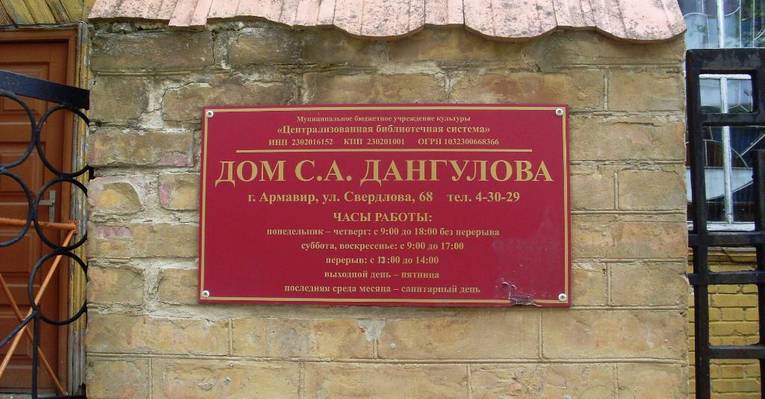 Муниципальное бюджетное учреждение культуры
«Централизованная библиотечная система»
ИНН 2302016152 КПП 230201001 ОГРН 1032300668366
ДОМ С.А. ДАНГУЛОВА
г. Армавир, ул. Свердлова, 68 тел. 4-30-29
ЧАСЫ РАБОТЫ:
понедельник – четверг: с 9:00 до 18:00 без перерыва
суббота, воскресенье: с 9:00 до 17:00
перерыв: с 13:00 до 14:00
выходной день – пятница
последняя среда месяца – санитарный день